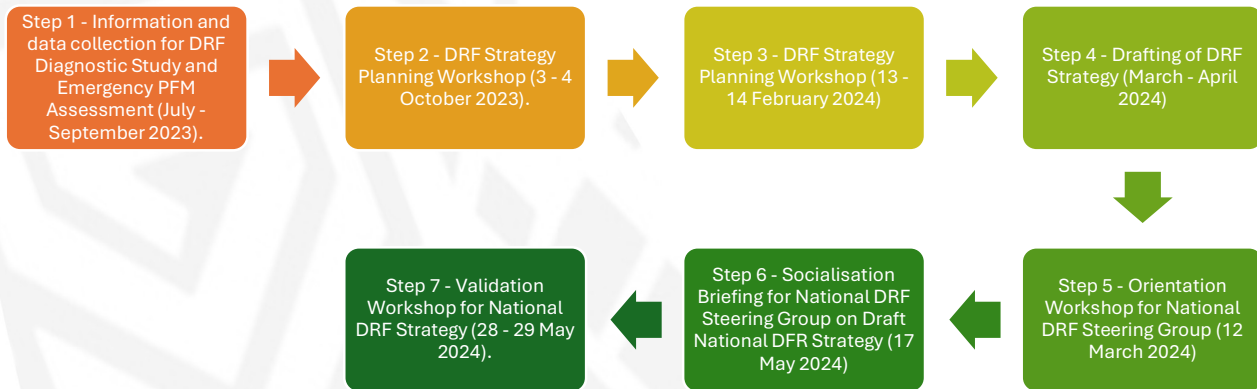 Step 1 - Information and
data collection for DRF
Diagnostic Study and
Emergency PFM
Assessment (July -
September 2023).
Step 2 - DRF Strategy
Planning Workshop (3 - 4
October 2023).
Step 3 - DRF Strategy
Planning Workshop (13 -
14 February 2024)
Step 4 - Drafting of DRF
Strategy (March - April
2024)
Step 5 - Orientation
Workshop for National
DRF Steering Group (12
March 2024)
Step 6 - Socialisation
Briefing for National DRF
Steering Group on Draft
National DFR Strategy (17
May 2024)
Step 7 - Validation
Workshop for National
DRF Strategy (28 - 29 May
2024).